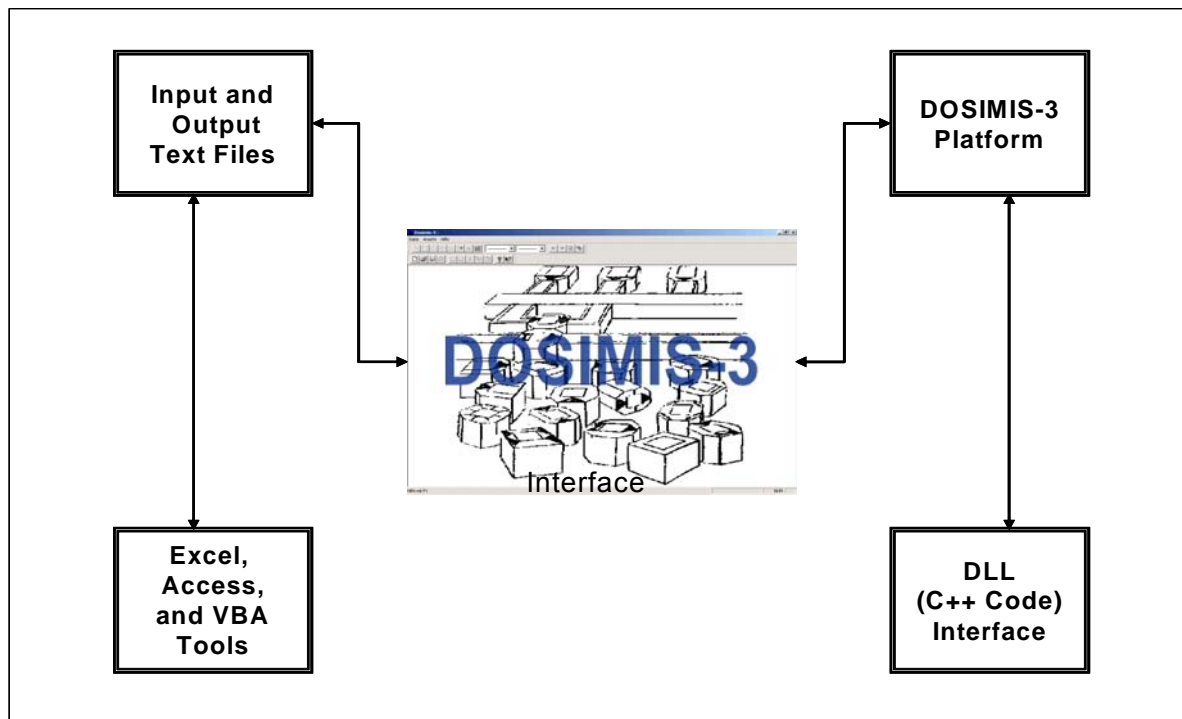 Input and
Output
Text Files
DOSIMIS-3
Platform
DOSIMIS-3
Interface
Excel,
Access,
and VBA
Tools
DLL
(C++ Code)
Interface